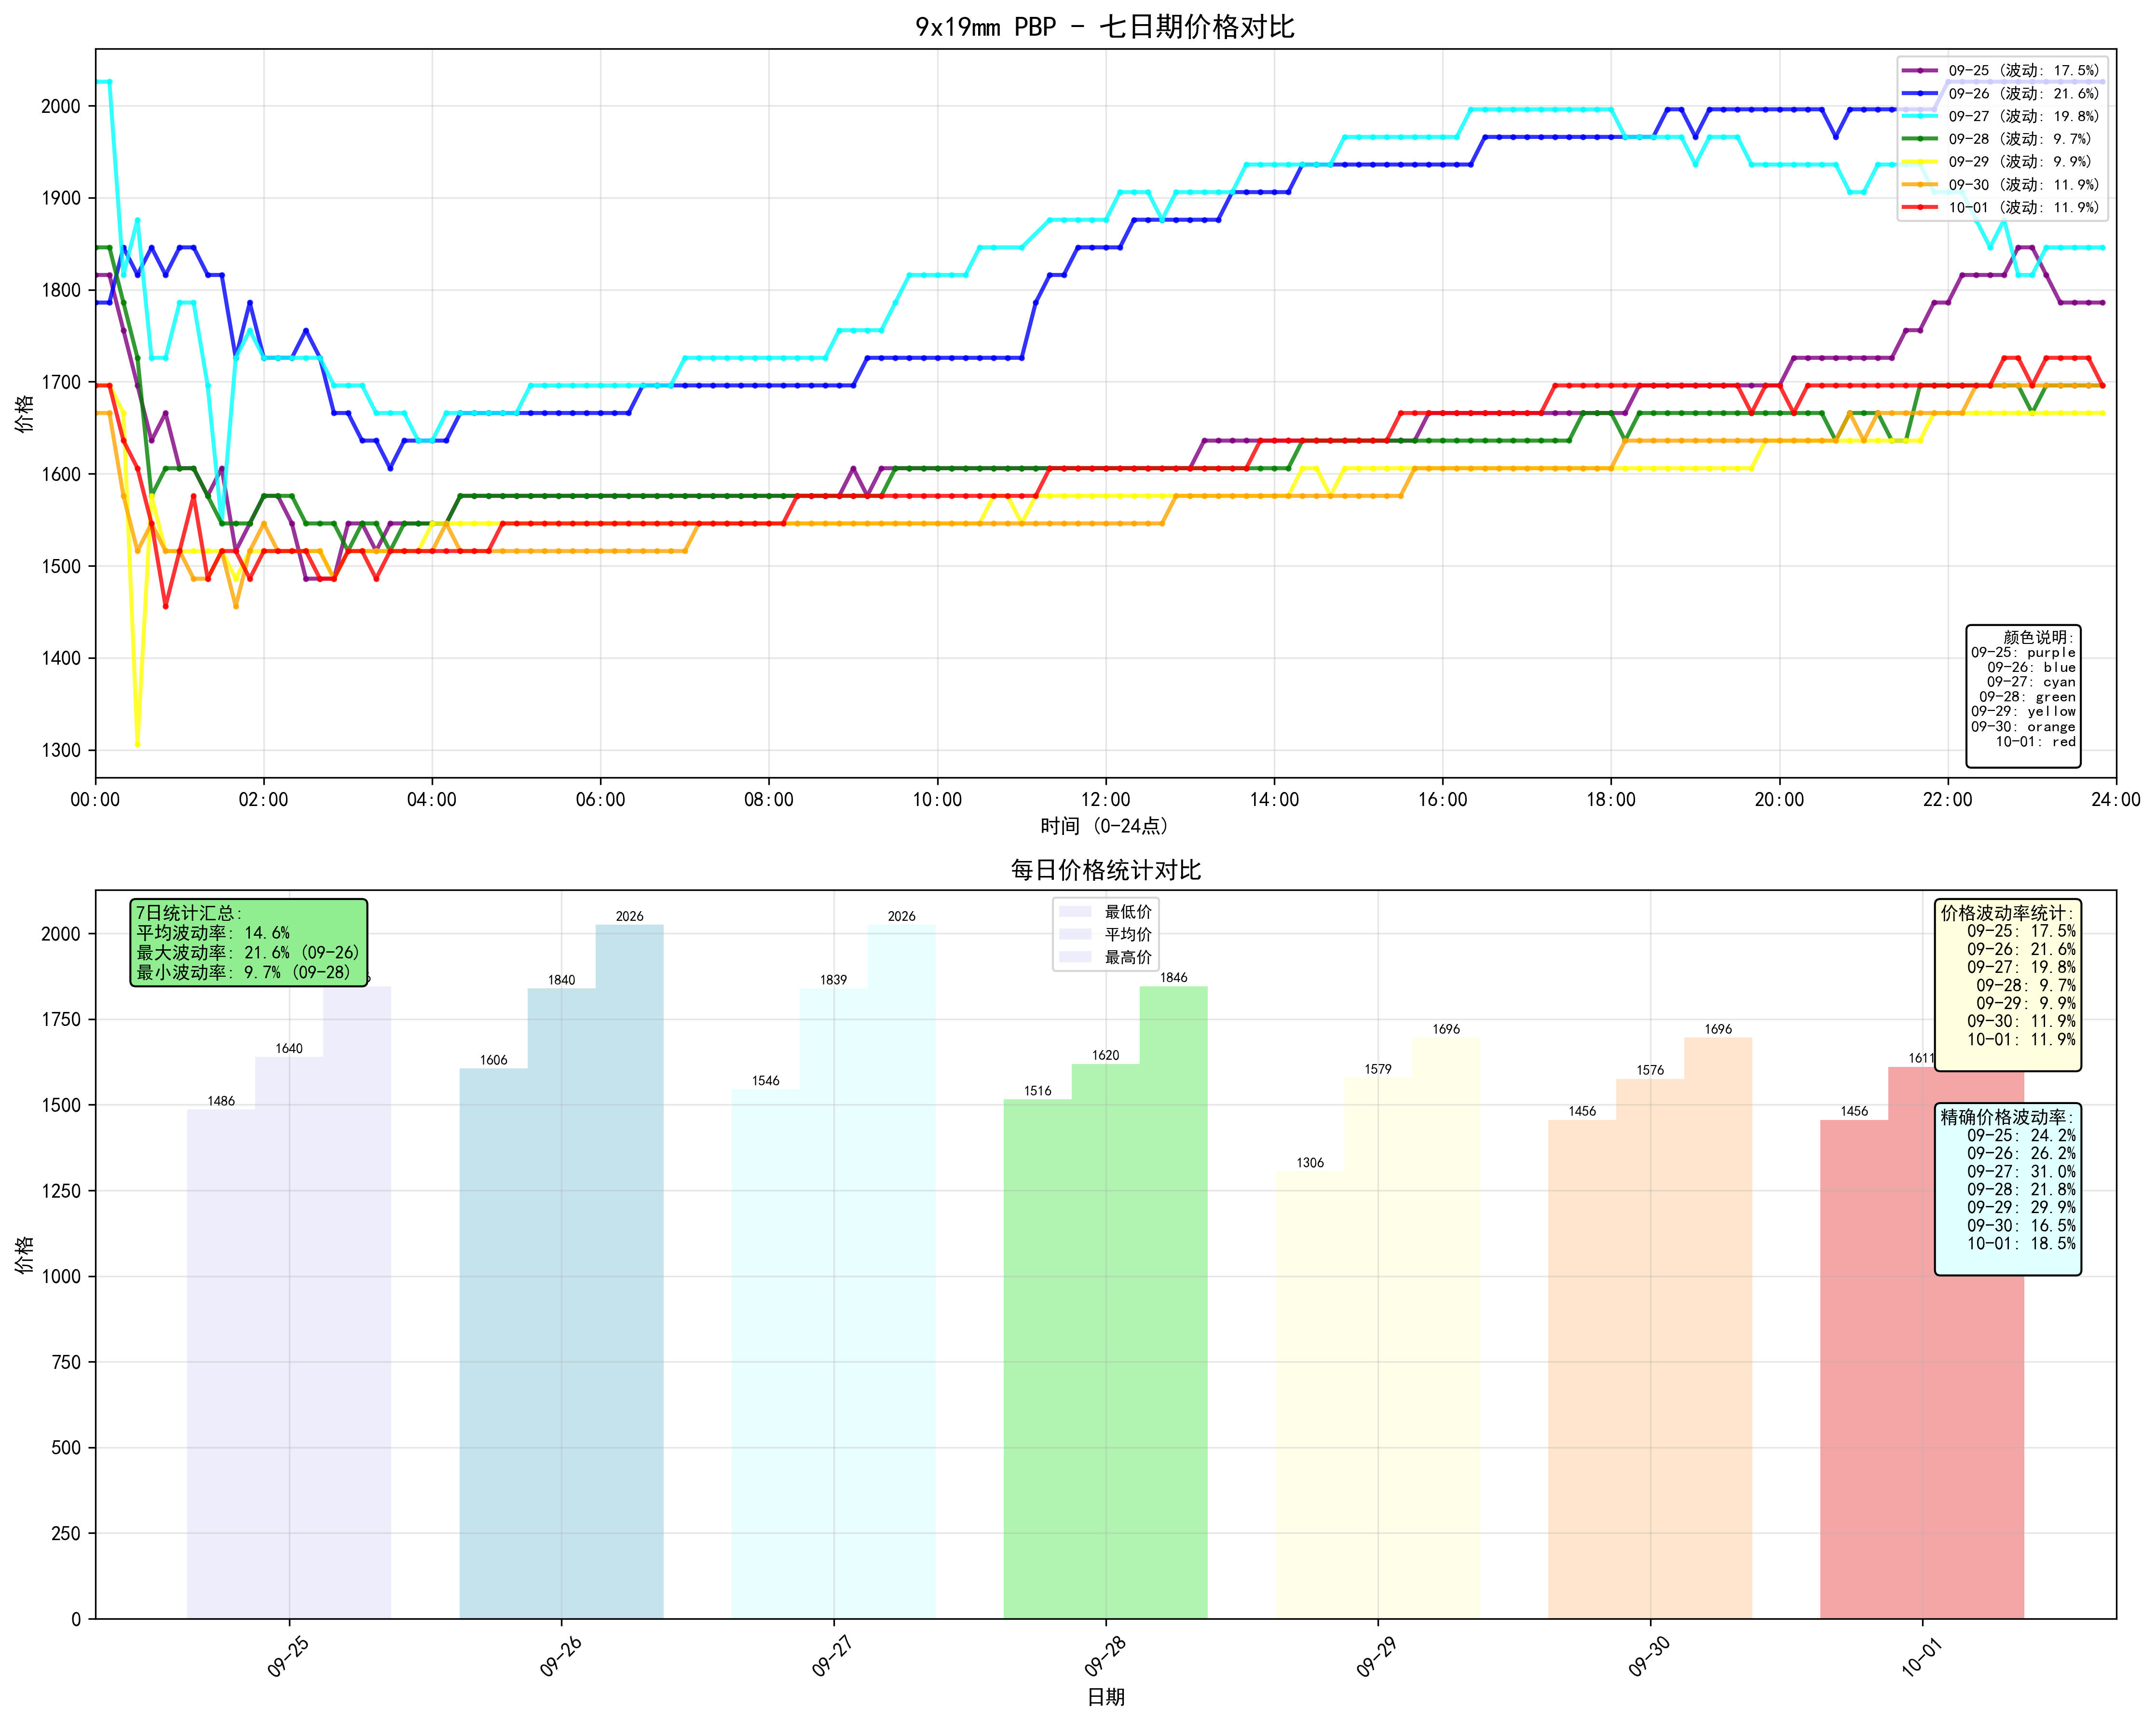 9x19mm PBP - 七日期价格对比
价格
2000
1900
1800
1700
1600
1500
1400
1300
09-25 (波动: 17.5%)
09-26 (波动: 21.6%)
09-27 (波动: 19.8%)
09-28 (波动: 9.7%)
09-29 (波动: 9.9%)
09-30 (波动: 11.9%)
10-01 (波动: 11.9%)
颜色说明:
09-25: purple
09-26: blue
09-27: cyan
09-28: green
09-29: yellow
09-30: orange
10-01: red
00:00 02:00 04:00 06:00 08:00 10:00 12:00 14:00 16:00 18:00 20:00 22:00 24:00
时间 (0-24点)
每日价格统计对比
价格
2000
1750
1500
1250
1000
750
500
250
0
7日统计汇总:
平均波动率: 14.6%
最大波动率: 21.6% (09-26)
最小波动率: 9.7% (09-28)
最低价
平均价
最高价
价格波动率统计:
09-25: 17.5%
09-26: 21.6%
09-27: 19.8%
09-28: 9.7%
09-29: 9.9%
09-30: 11.9%
10-01: 11.9%
精确价格波动率:
09-25: 24.2%
09-26: 26.2%
09-27: 31.0%
09-28: 21.8%
09-29: 29.9%
09-30: 16.5%
10-01: 18.5%
1486 1640
1606 1840 2026
1546 1839 2026
1516 1620 1846
1306 1579 1696
1456 1576 1696
1456 1611
09-25 09-26 09-27 09-28 09-29 09-30 10-01
日期